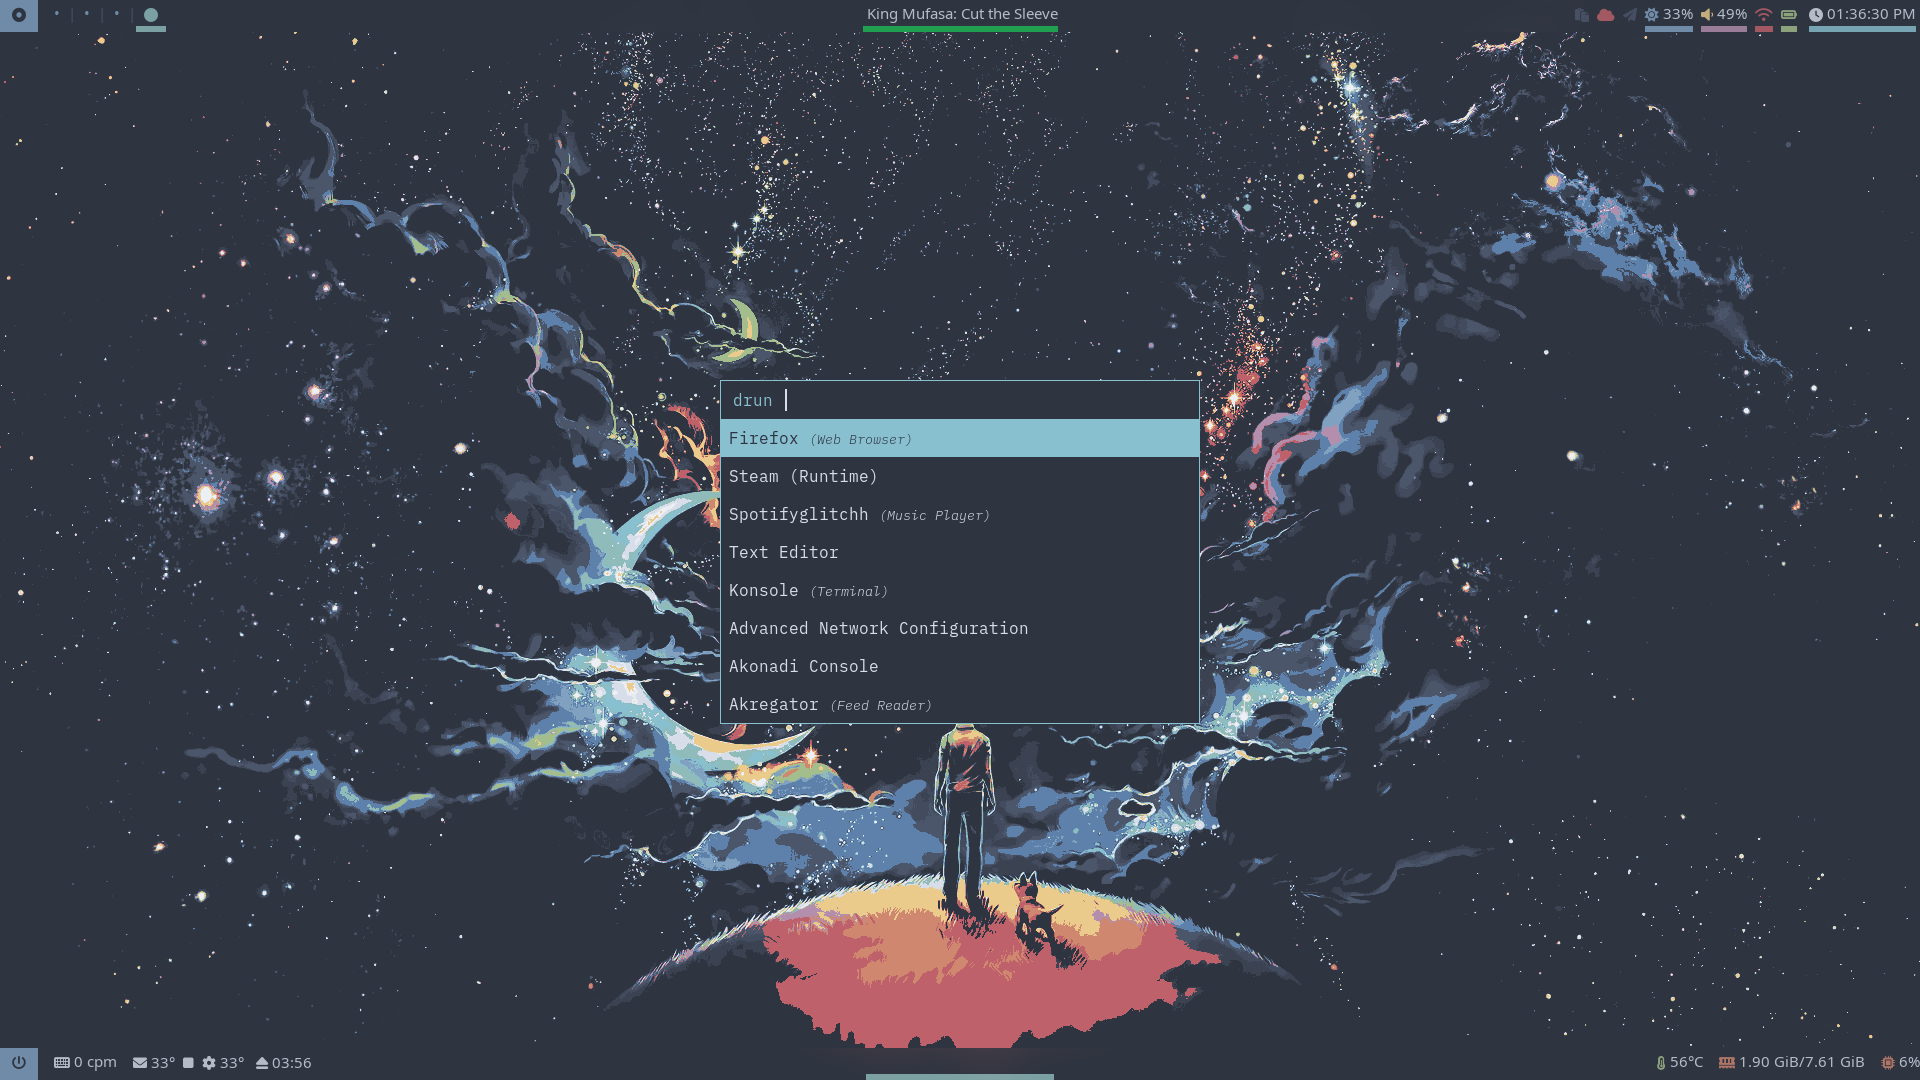 King Mufasa: Cut the Sleeve
33% 49% 01:36:30 PM
drun
Firefox (Web Browser)
Steam (Runtime)
Spotifyglitchh (Music Player)
Text Editor
Konsole (Terminal)
Advanced Network Configuration
Akonadi Console
Akregator (Feed Reader)
0 cpm 33° 33° 03:56
56°C 1.90 GiB/7.61 GiB 6%